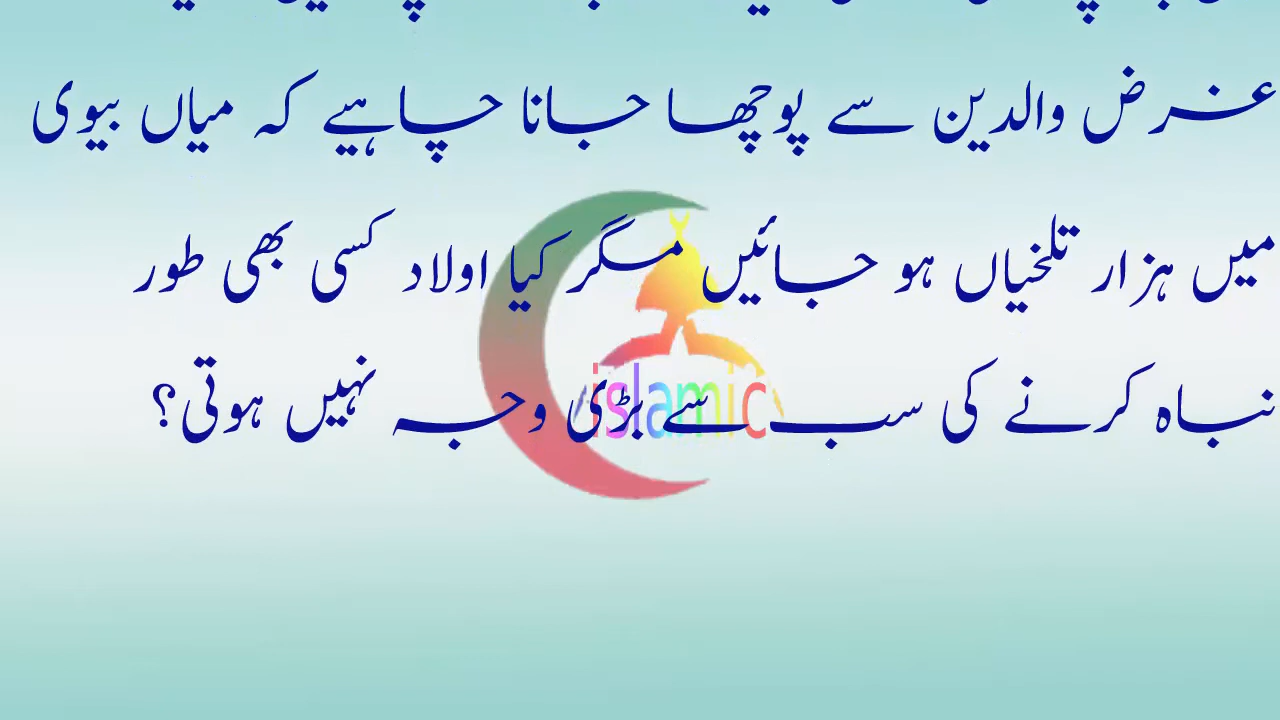 غرض والدین سے پوچھا جانا چاہیے کہ میاں بیوی
میں ہزار تلخیاں ہو جائیں مگر کیا اولاد کسی بھی طور
نباہ کرنے کی سب سے بڑی وجہ نہیں ہوتی؟
islamic